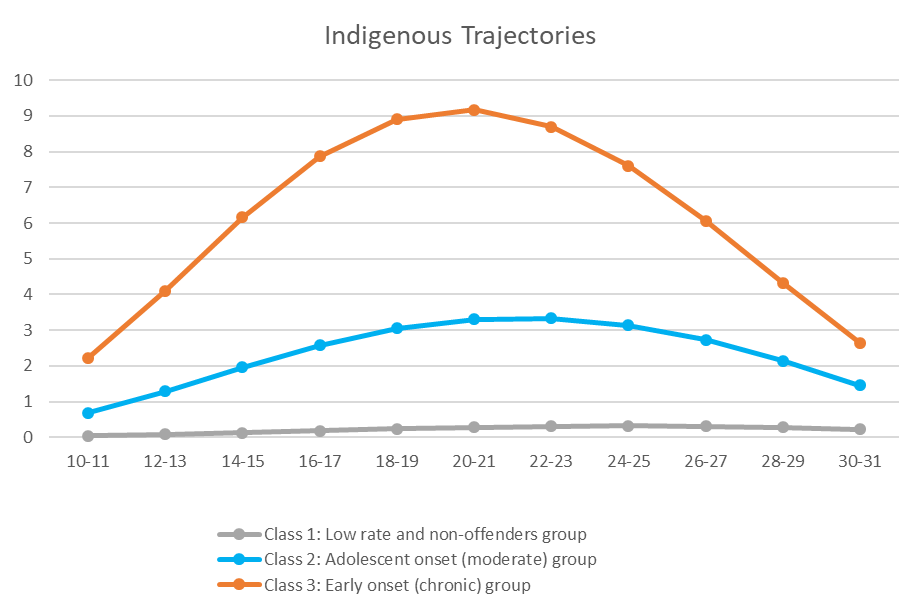 Indigenous Trajectories
10
9
8
7
6
5
4
3
2
1
0
10-11 12-13 14-15 16-17 18-19 20-21 22-23 24-25 26-27 28-29 30-31
Class 1: Low rate and non-offenders group
Class 2: Adolescent onset (moderate) group
Class 3: Early onset (chronic) group